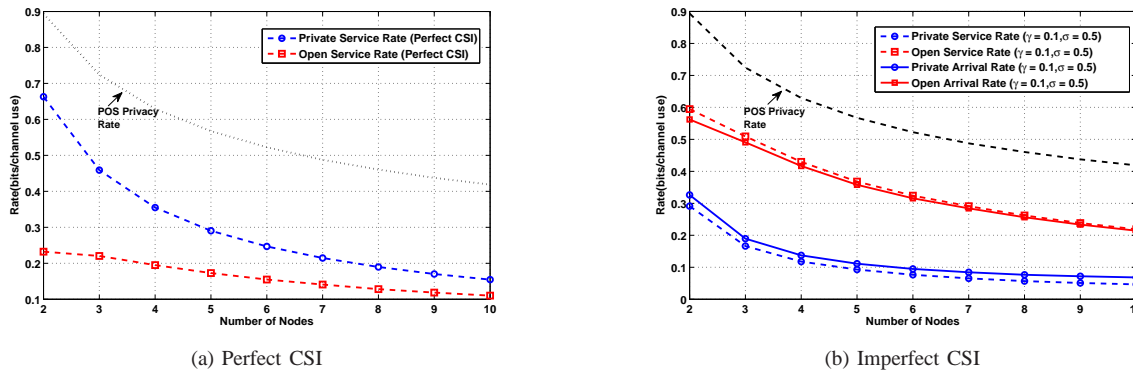 0.9
0.8
0.7
0.6
0.5
0.4
0.3
0.2
0.1
Rate(bits/channel use)
2 3 4 5 6 7 8 9 10
Number of Nodes
Private Service Rate (Perfect CSI)
Open Service Rate (Perfect CSI)
POS Privacy
Rate
(a) Perfect CSI
0.9
0.8
0.7
0.6
0.5
0.4
0.3
0.2
0.1
0
Rate(bits/channel use)
2 3 4 5 6 7 8 9 10
Number of Nodes
Private Service Rate (γ = 0.1,σ = 0.5)
Open Service Rate (γ = 0.1,σ = 0.5)
Private Arrival Rate (γ = 0.1,σ = 0.5)
Open Arrival Rate (γ = 0.1,σ = 0.5)
POS Privacy
Rate
(b) Imperfect CSI